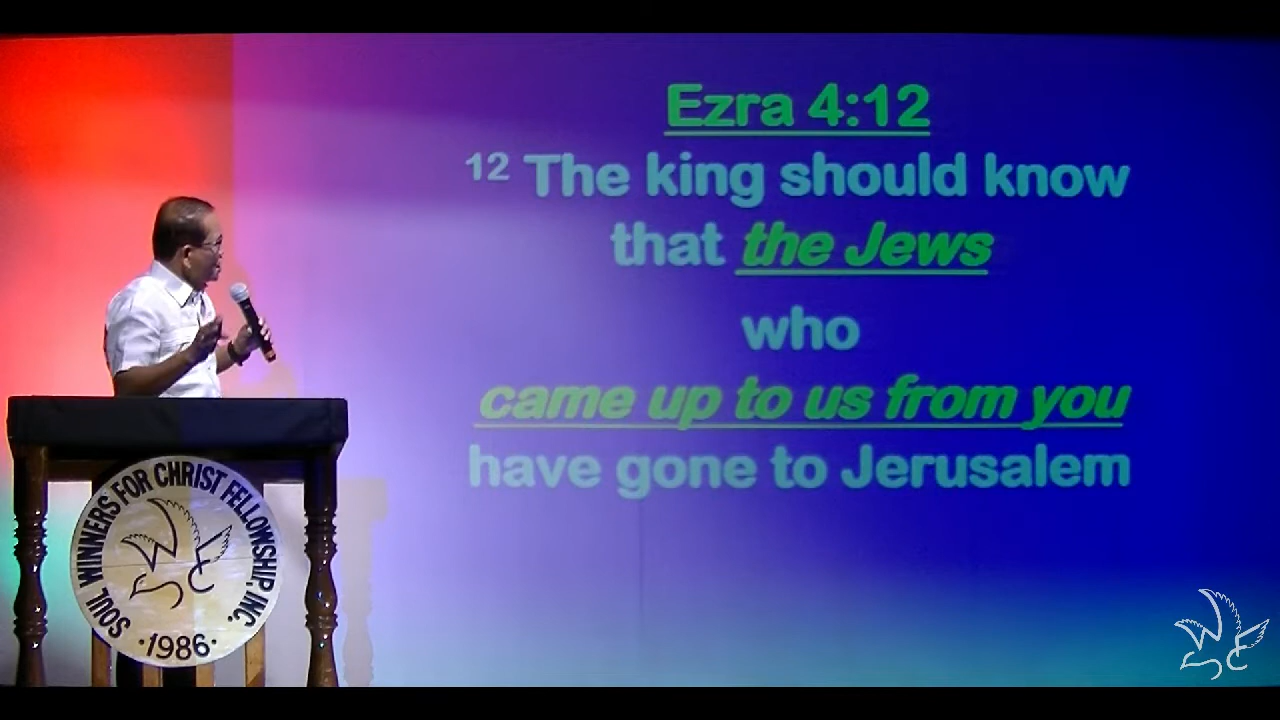 Ezra 4:12
12 The king should know
that the Jews
who
came up to us from you
have gone to Jerusalem
SOUL WINNERS FOR CHRIST FELLOWSHIP, INC.
·1986·